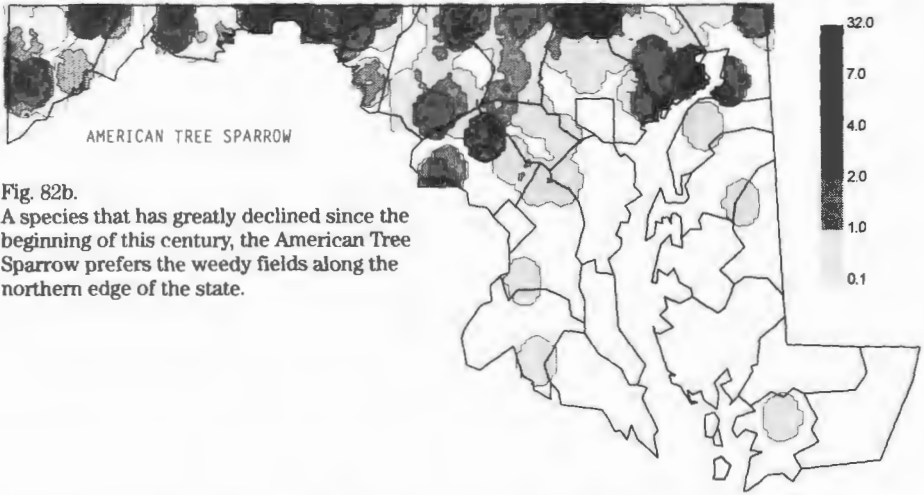 AMERICAN TREE SPARROW
Fig. 82b.
A species that has greatly declined since the
beginning of this century, the American Tree
Sparrow prefers the weedy fields along the
northern edge of the state.
32.0
7.0
4.0
2.0
1.0
0.1